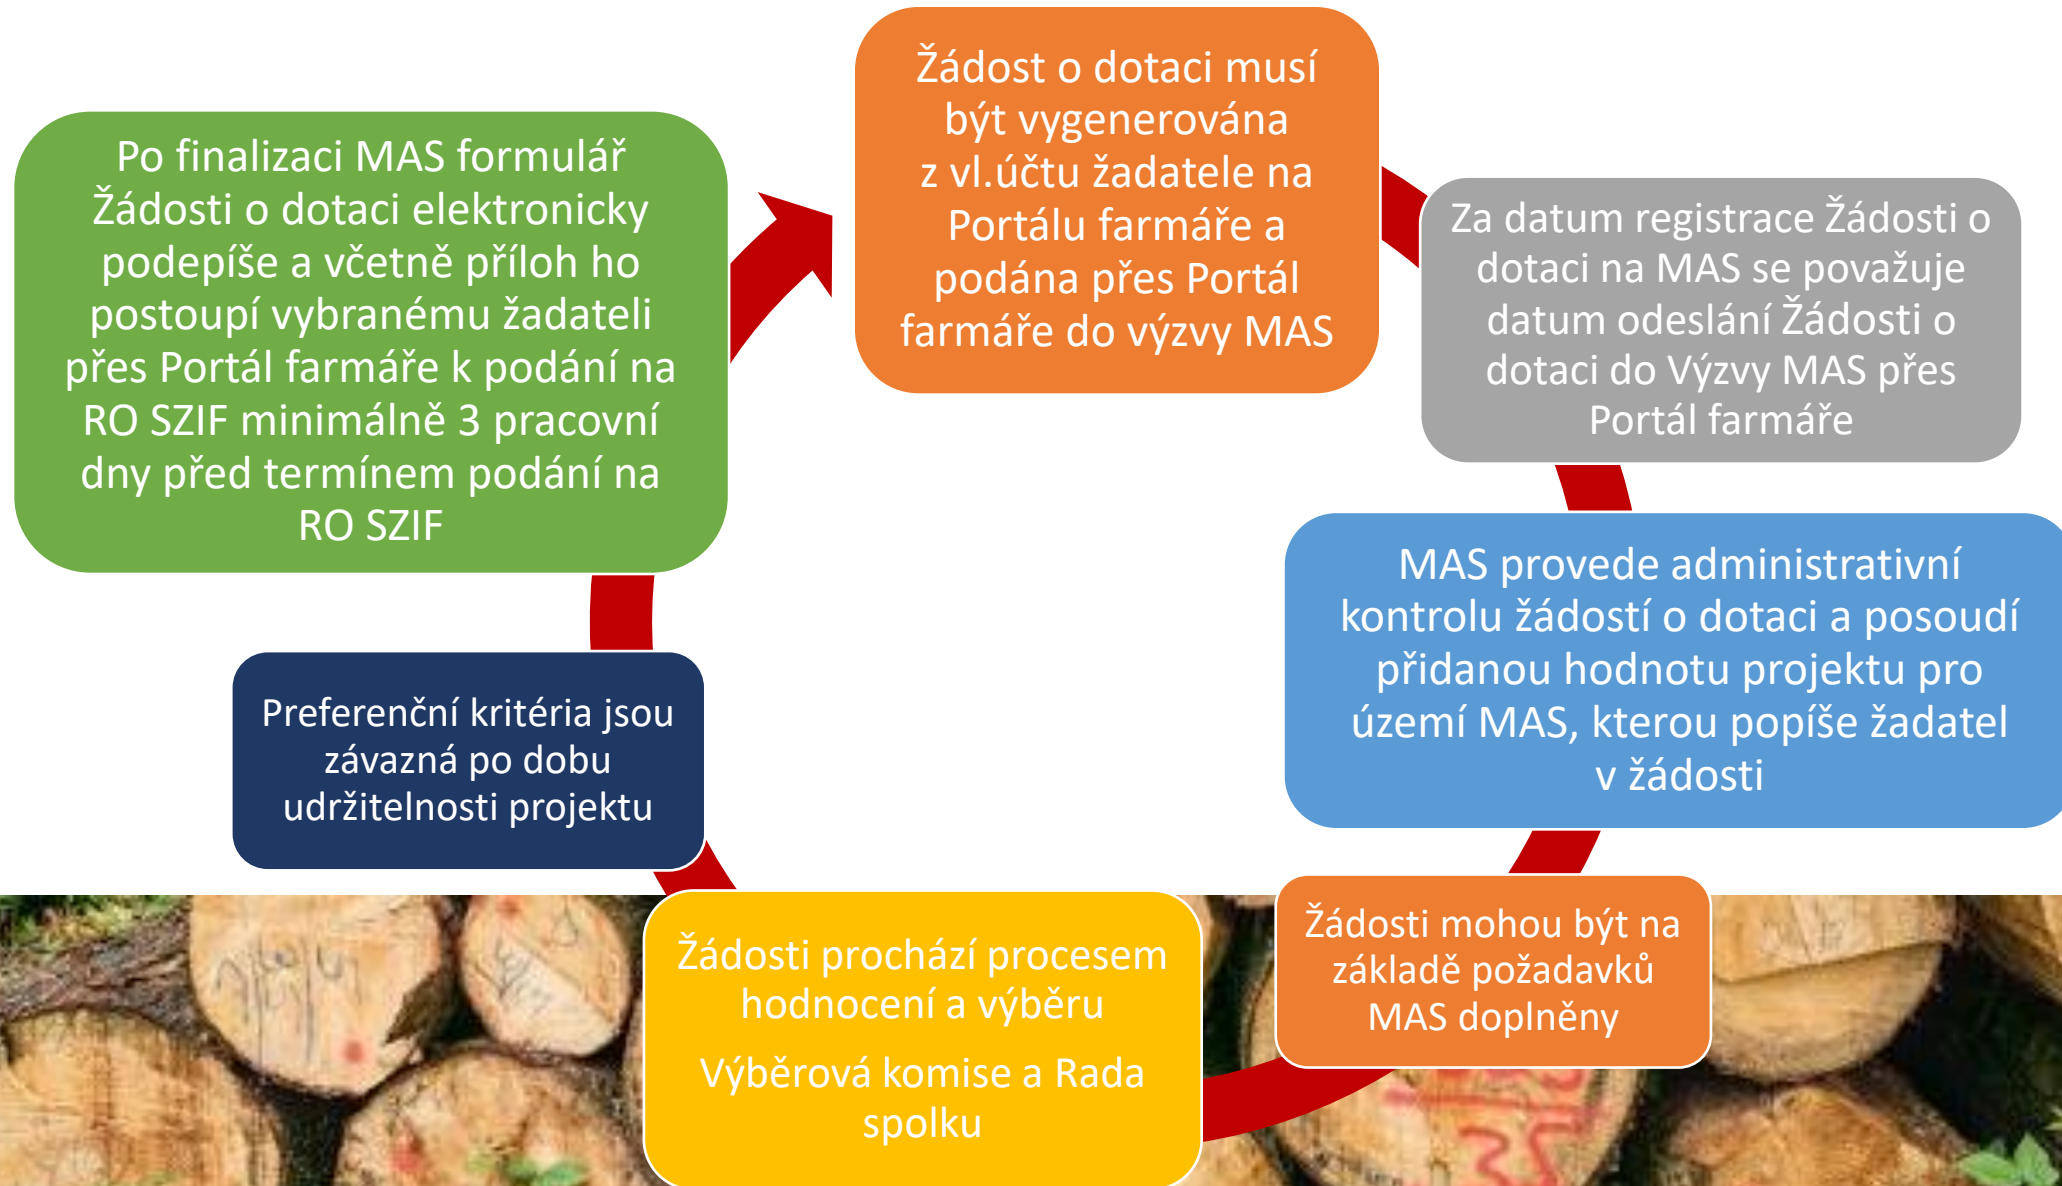 Žádost o dotaci musí
být vygenerována
z vl.účtu žadatele na
Portálu farmáře a
podána přes Portál
farmáře do výzvy MAS
Za datum registrace Žádosti o
dotaci na MAS se považuje
datum odeslání Žádosti o
dotaci do Výzvy MAS přes
Portál farmáře
MAS provede administrativní
kontrolu žádostí o dotaci a posoudí
přidanou hodnotu projektu pro
území MAS, kterou popíše žadatel
v žádosti
Žádosti mohou být na
základě požadavků
MAS doplněny
Žádosti prochází procesem
hodnocení a výběru
Výběrová komise a Rada
spolku
Preferenční kritéria jsou
závazná po dobu
udržitelnosti projektu
Po finalizaci MAS formulář
Žádosti o dotaci elektronicky
podepíše a včetně příloh ho
postoupí vybranému žadateli
přes Portál farmáře k podání na
RO SZIF minimálně 3 pracovní
dny před termínem podání na
RO SZIF